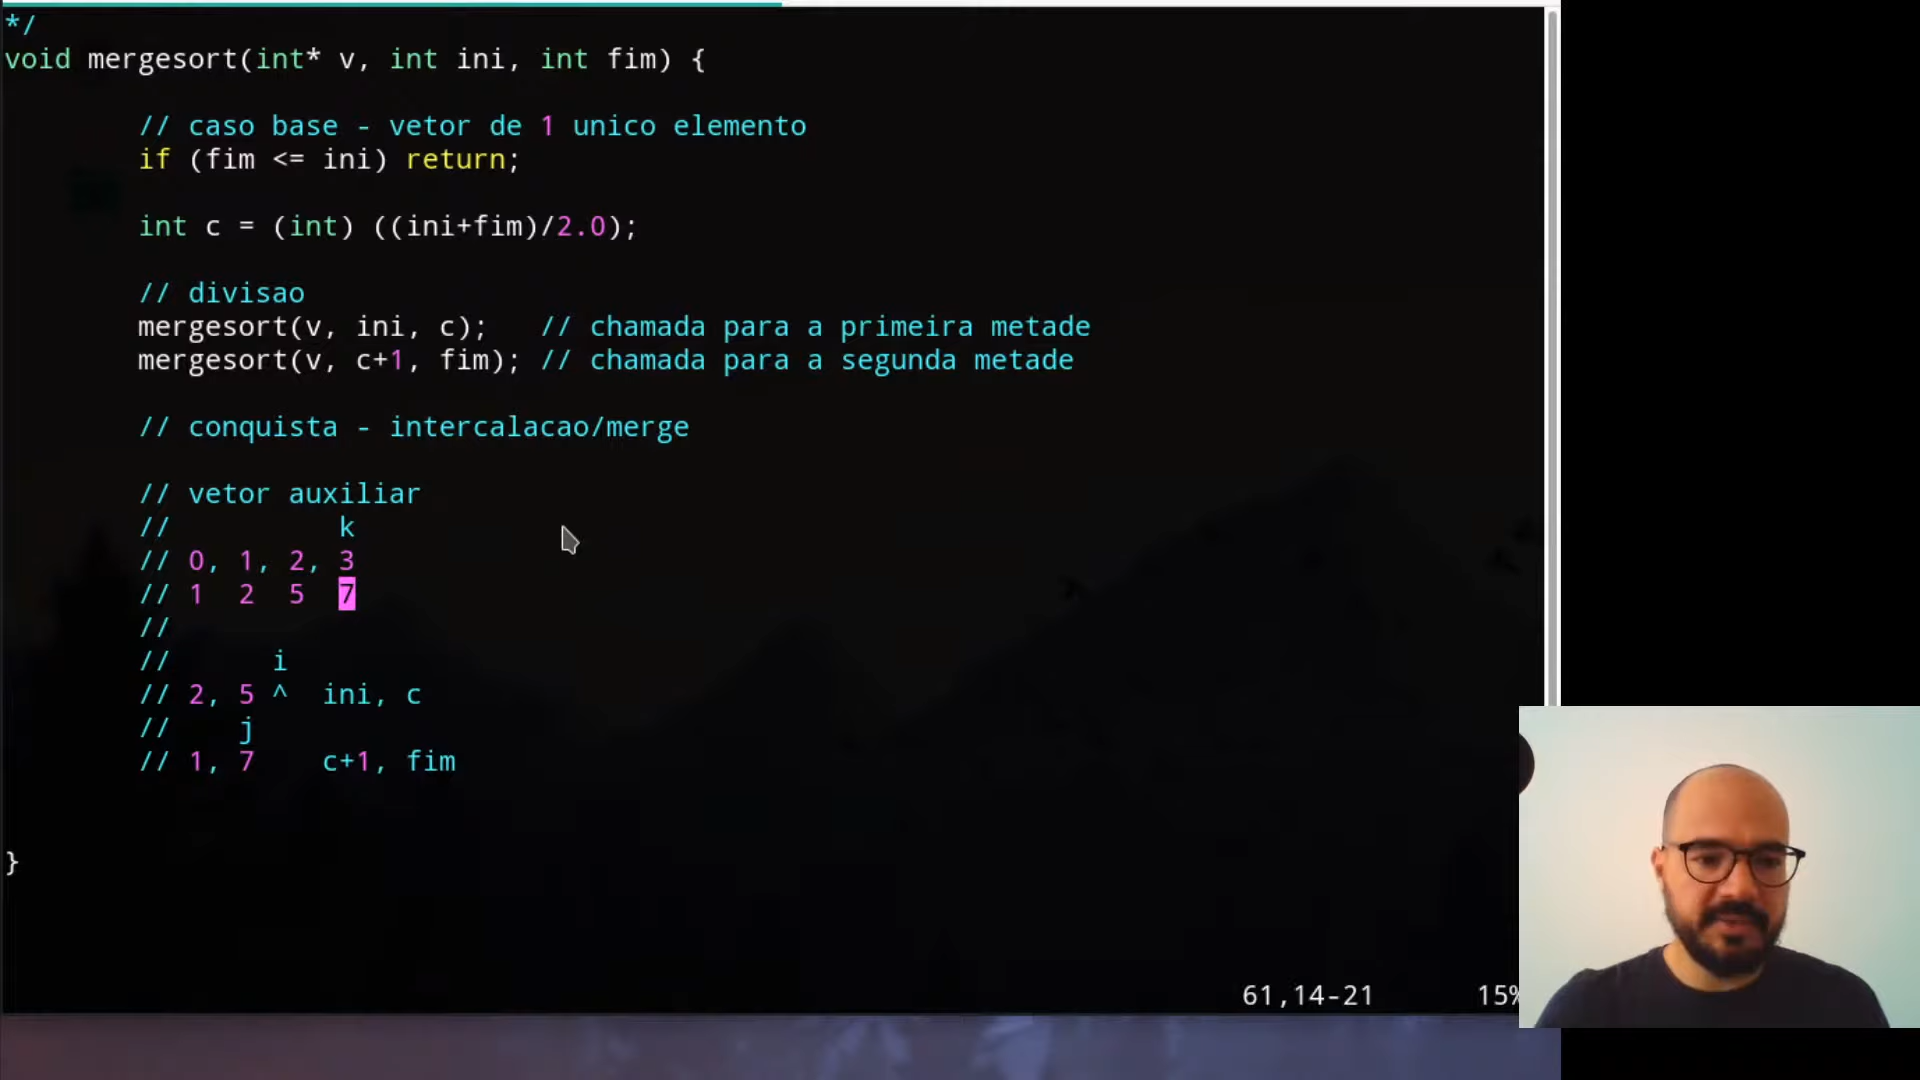 */
void mergesort(int* v, int ini, int fim) {
// caso base - vetor de 1 unico elemento
if (fim <= ini) return;
int c = (int) ((ini+fim)/2.0);
// divisao
mergesort(v, ini, c); // chamada para a primeira metade
mergesort(v, c+1, fim); // chamada para a segunda metade
// conquista - intercalacao/merge
// vetor auxiliar
// k
// 0, 1, 2, 3
// 1 2 5 7
//
// i
// 2, 5 ^ ini, c
// j
// 1, 7 c+1, fim
}
61,14-21 15%